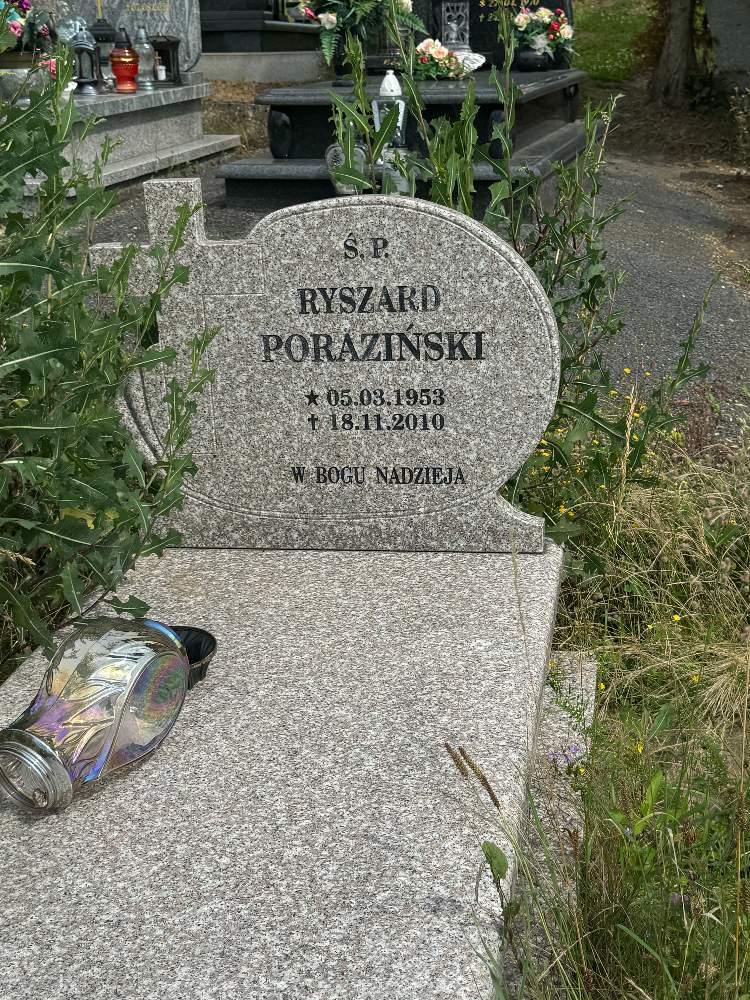 Ś. P.
RYSZARD
PORAZIŃSKI
★ 05.03.1953
† 18.11.2010
W BOGU NADZIEJA